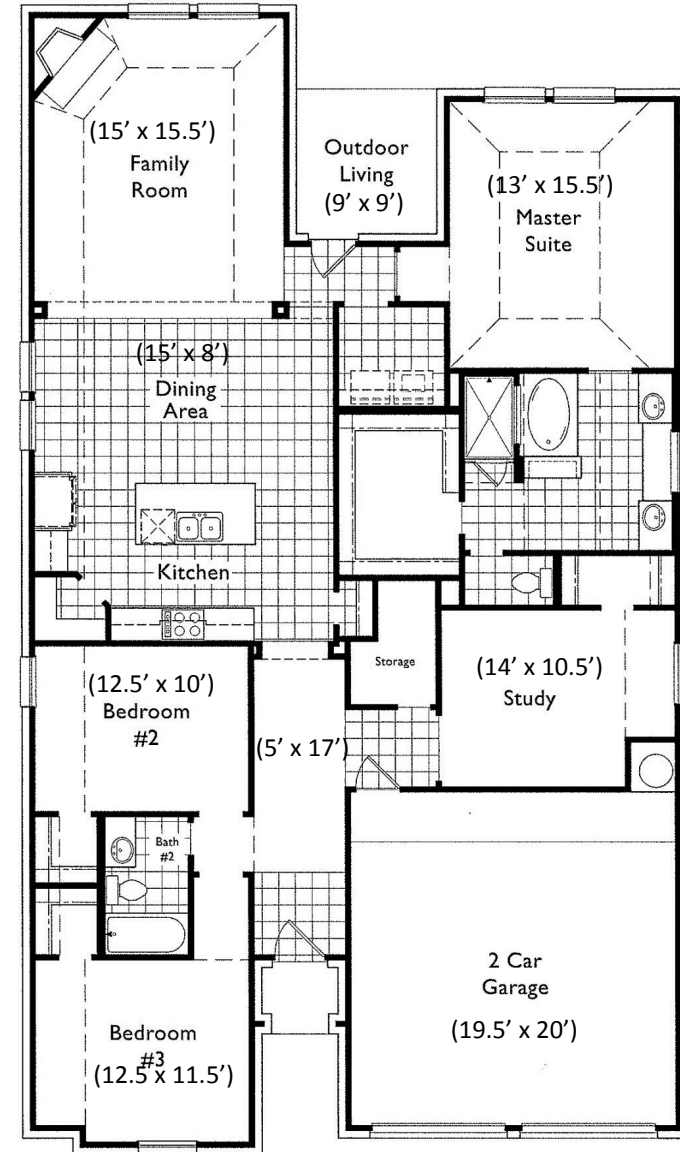 (15’ x 15.5’)
Family
Room
Outdoor
Living
(9’ x 9’)
(13’ x 15.5’)
Master
Suite
(15’ x 8’)
Dining
Area
Kitchen
Storage
(14’ x 10.5’)
Study
(12.5’ x 10’)
Bedroom
#2
(5’ x 17’)
Bath
#2
2 Car
Garage
(19.5’ x 20’)
Bedroom
#3
(12.5’x 11.5’)